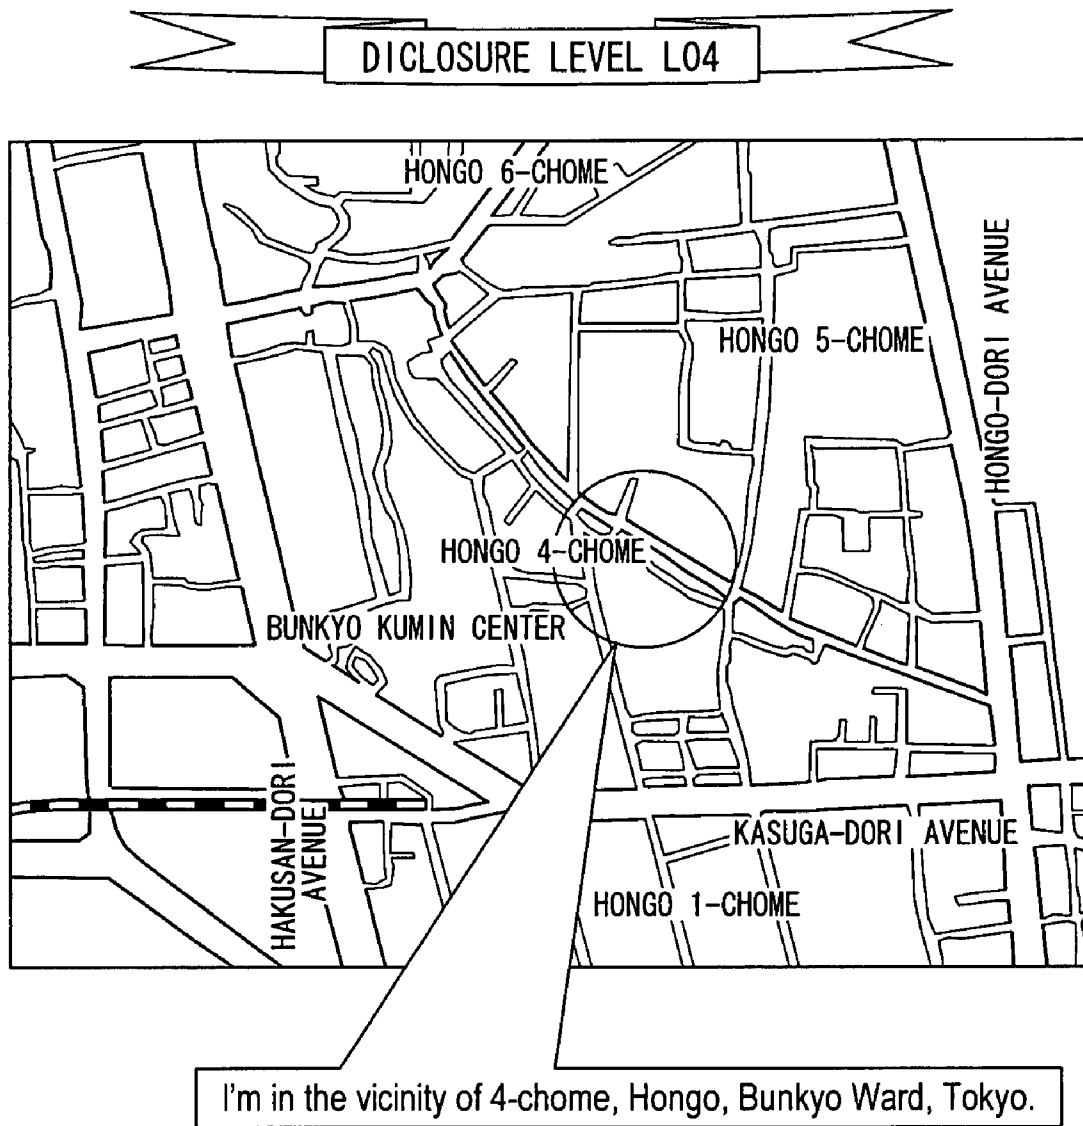 DICLOSURE LEVEL L04
HONGO 6-CHOME
HONGO-DORI AVENUE
HONGO 5-CHOME
HONGO 4-CHOME
BUNKYO KUMIN CENTER
HAKUSAN-DORI
AVENUE
KASUGA-DORI AVENUE
HONGO 1-CHOME
I'm in the vicinity of 4-chome, Hongo, Bunkyo Ward, Tokyo.